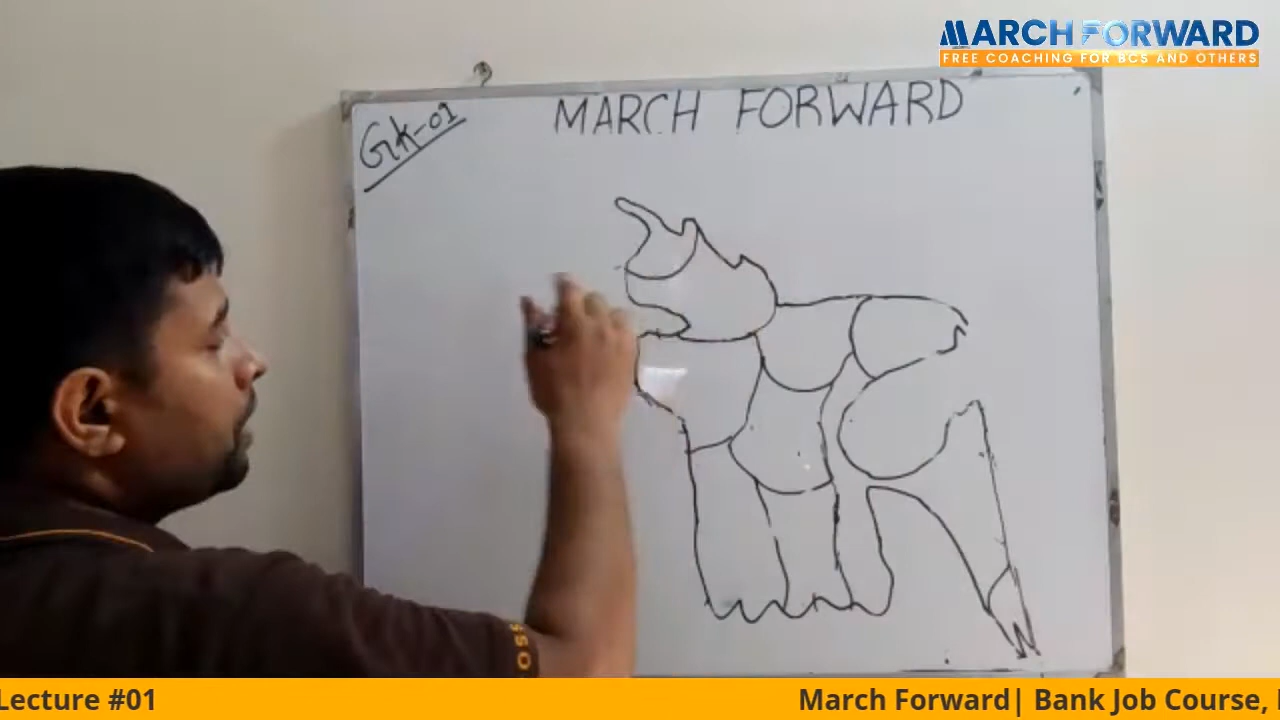 MARCH FORWARD
FREE COACHING FOR BCS AND OTHERS
MARCH FORWARD
GK-01
OSS
Lecture #01
March Forward| Bank Job Course,